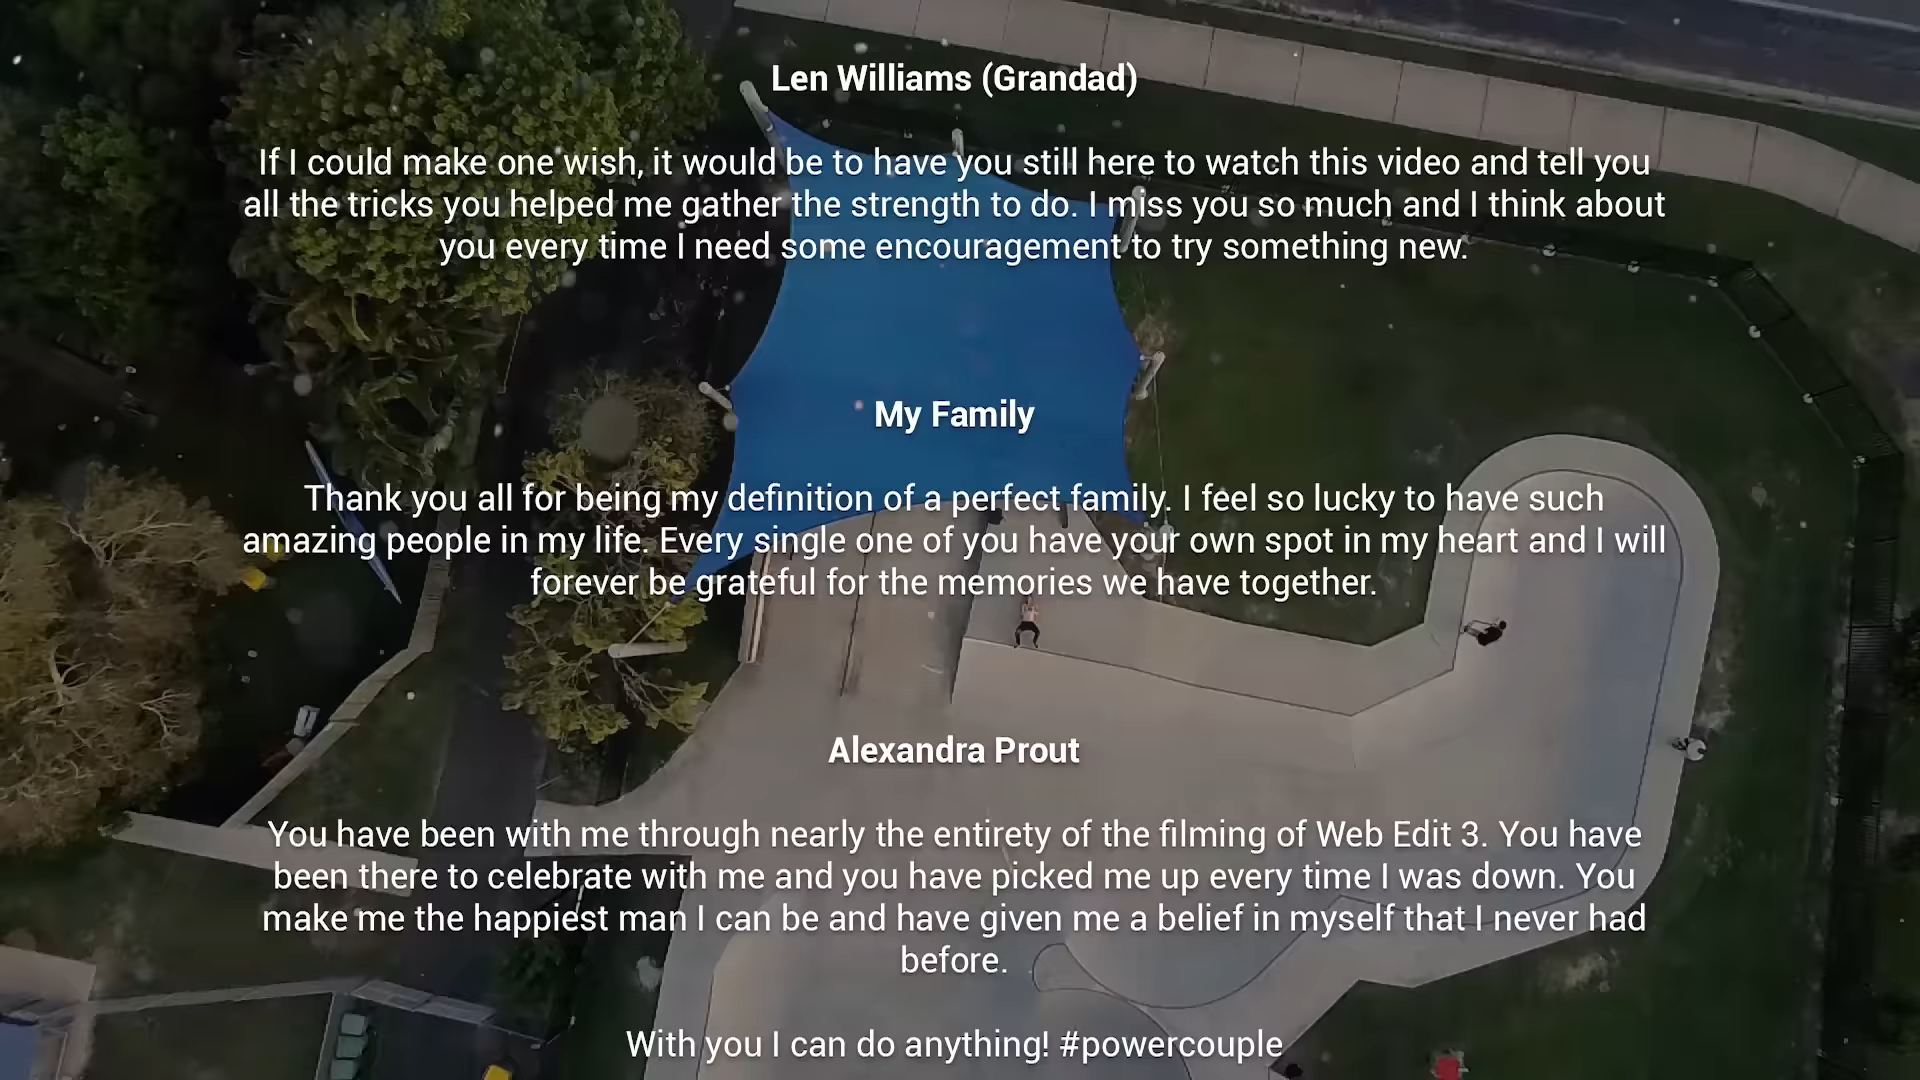 Len Williams (Grandad)
If I could make one wish, it would be to have you still here to watch this video and tell you
all the tricks you helped me gather the strength to do. I miss you so much and I think about
you every time I need some encouragement to try something new.
My Family
Thank you all for being my definition of a perfect family. I feel so lucky to have such
amazing people in my life. Every single one of you have your own spot in my heart and I will
forever be grateful for the memories we have together.
Alexandra Prout
You have been with me through nearly the entirety of the filming of Web Edit 3. You have
been there to celebrate with me and you have picked me up every time I was down. You
make me the happiest man I can be and have given me a belief in myself that I never had
before.
With you I can do anything! #powercouple